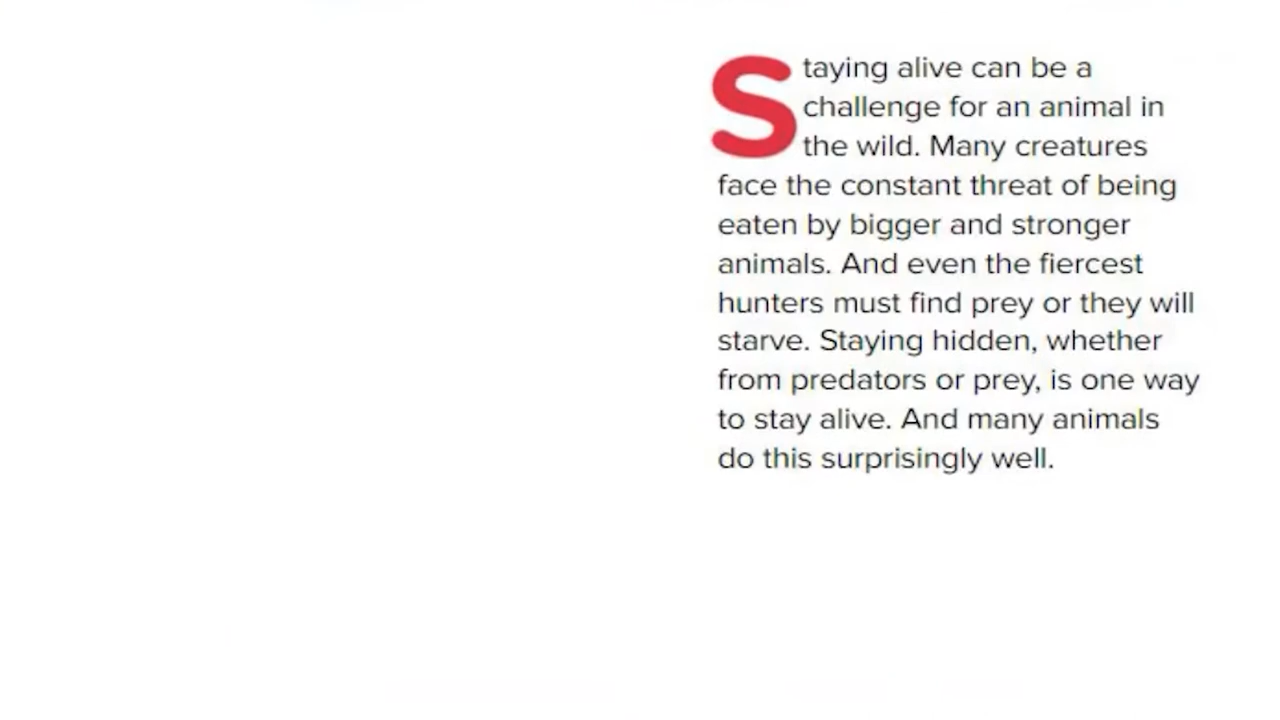 Staying alive can be a
challenge for an animal in
the wild. Many creatures
face the constant threat of being
eaten by bigger and stronger
animals. And even the fiercest
hunters must find prey or they will
starve. Staying hidden, whether
from predators or prey, is one way
to stay alive. And many animals
do this surprisingly well.